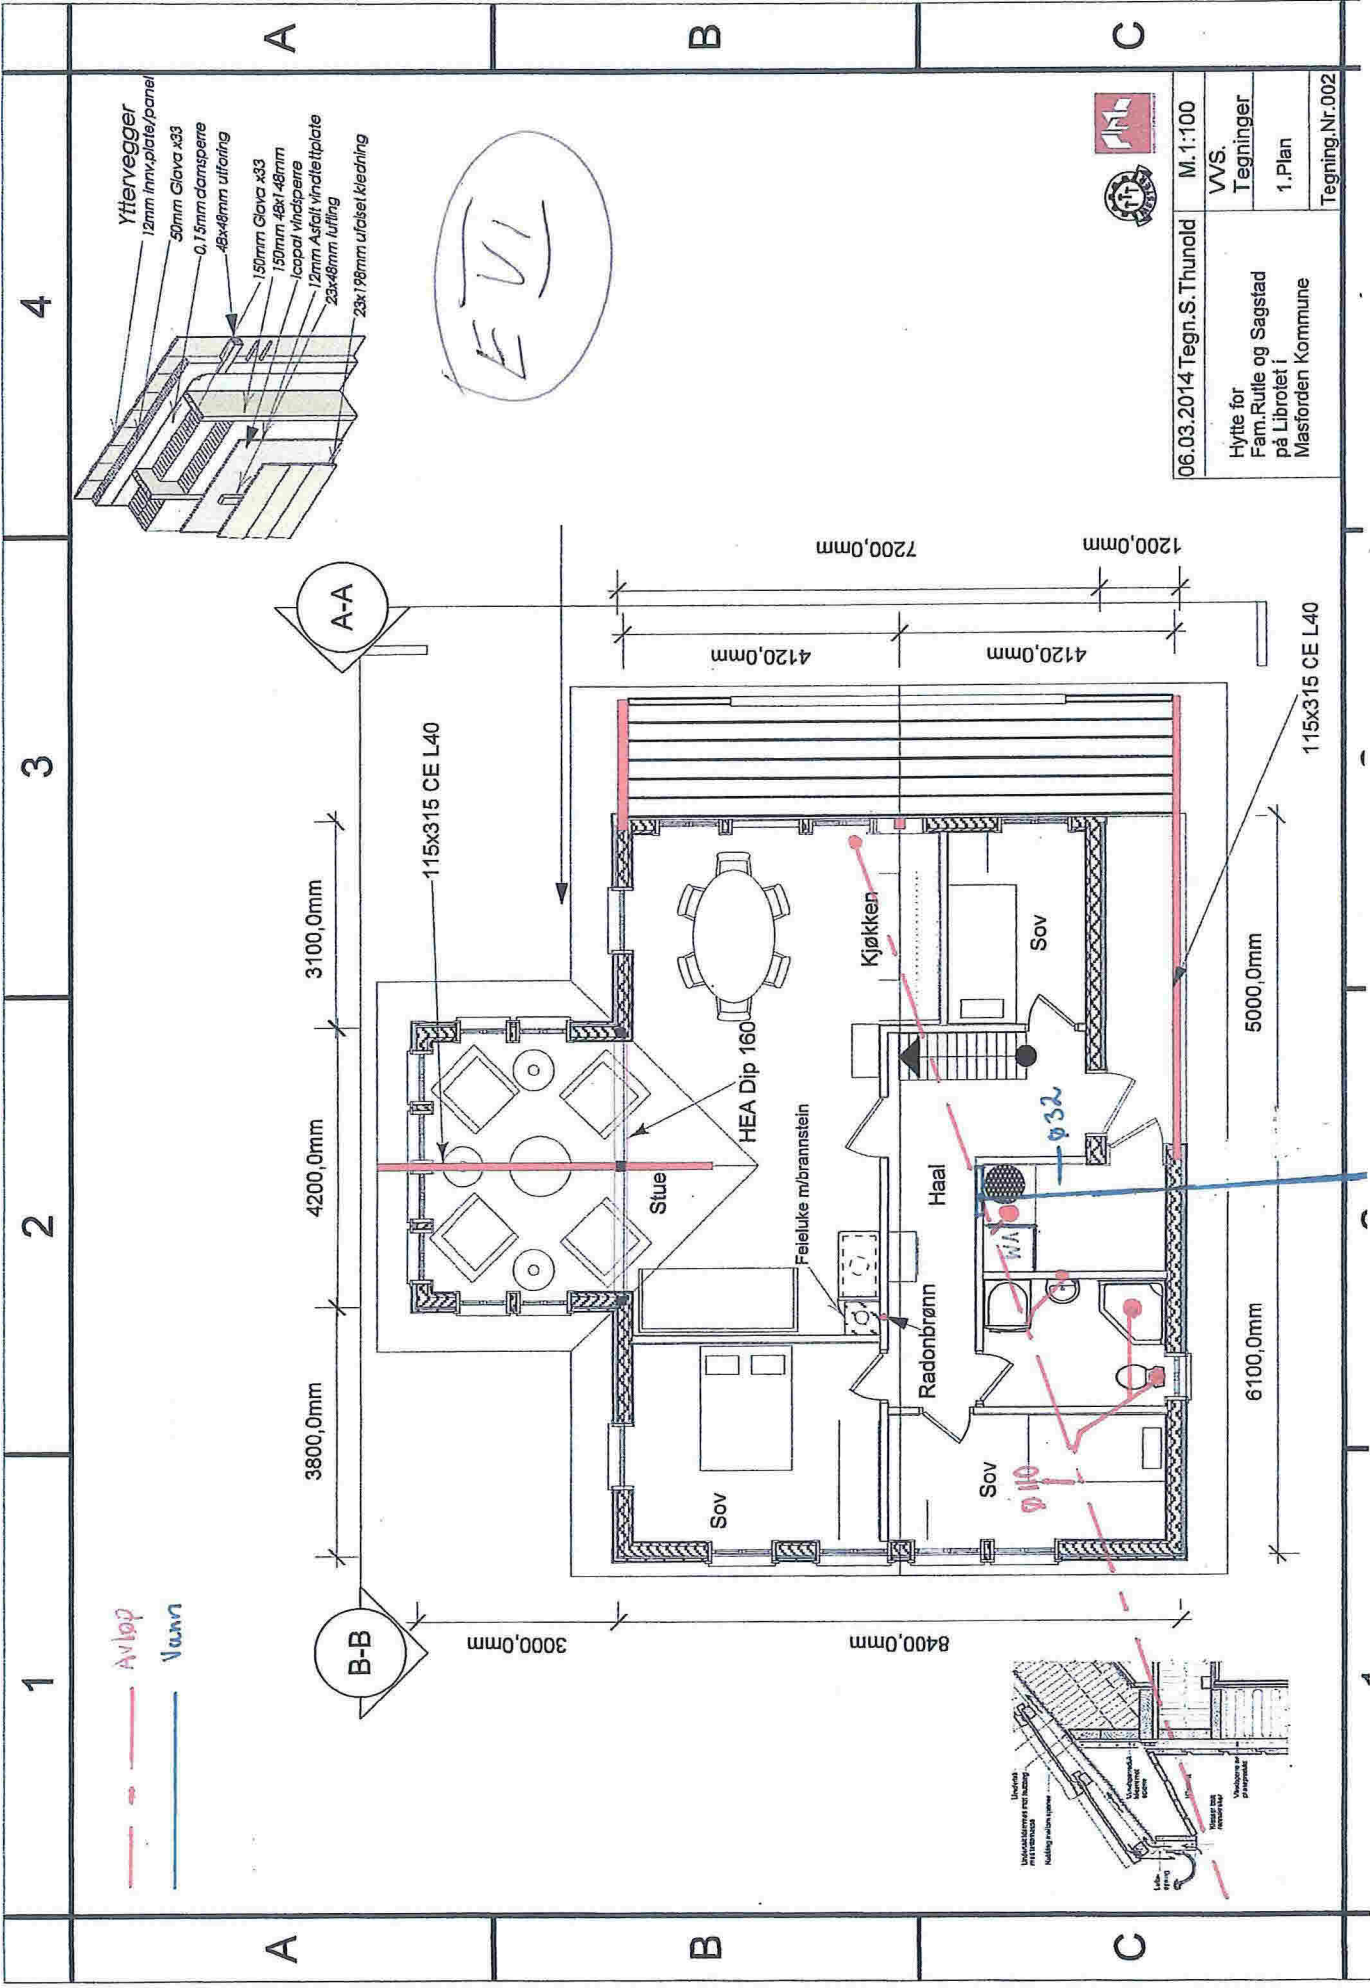 1
2
3
4
A
B
C
A
B
C
Avløp
Vann
B-B
A-A
3800,0mm
4200,0mm
3100,0mm
115x315 CE L40
3000,0mm
8400,0mm
7200,0mm
1200,0mm
4120,0mm
4120,0mm
Stue
HEA Dip 160
Feieluke m/brannstein
Kjøkken
Sov
Radonbrønn
Haal
Sov
Sov
VM
ø32
ø 110
6100,0mm
5000,0mm
115x315 CE L40
Yttervegger
12mm innv.plate/panel
50mm Glava x33
0,15mm damsperre
48x48mm utforing
150mm Glava x33
150mm 48x148mm
Icopal vindsperre
12mm Asfalt vindtettplate
23x48mm lufting
23x198mm ufalset kledning
E VI
MESTER
06.03.2014 Tegn.S.Thunold
M.1:100
Hytte for
Fam.Rutle og Sagstad
på Librotet i
Masforden Kommune
VVS.
Tegninger
1.Plan
Tegning.Nr.002